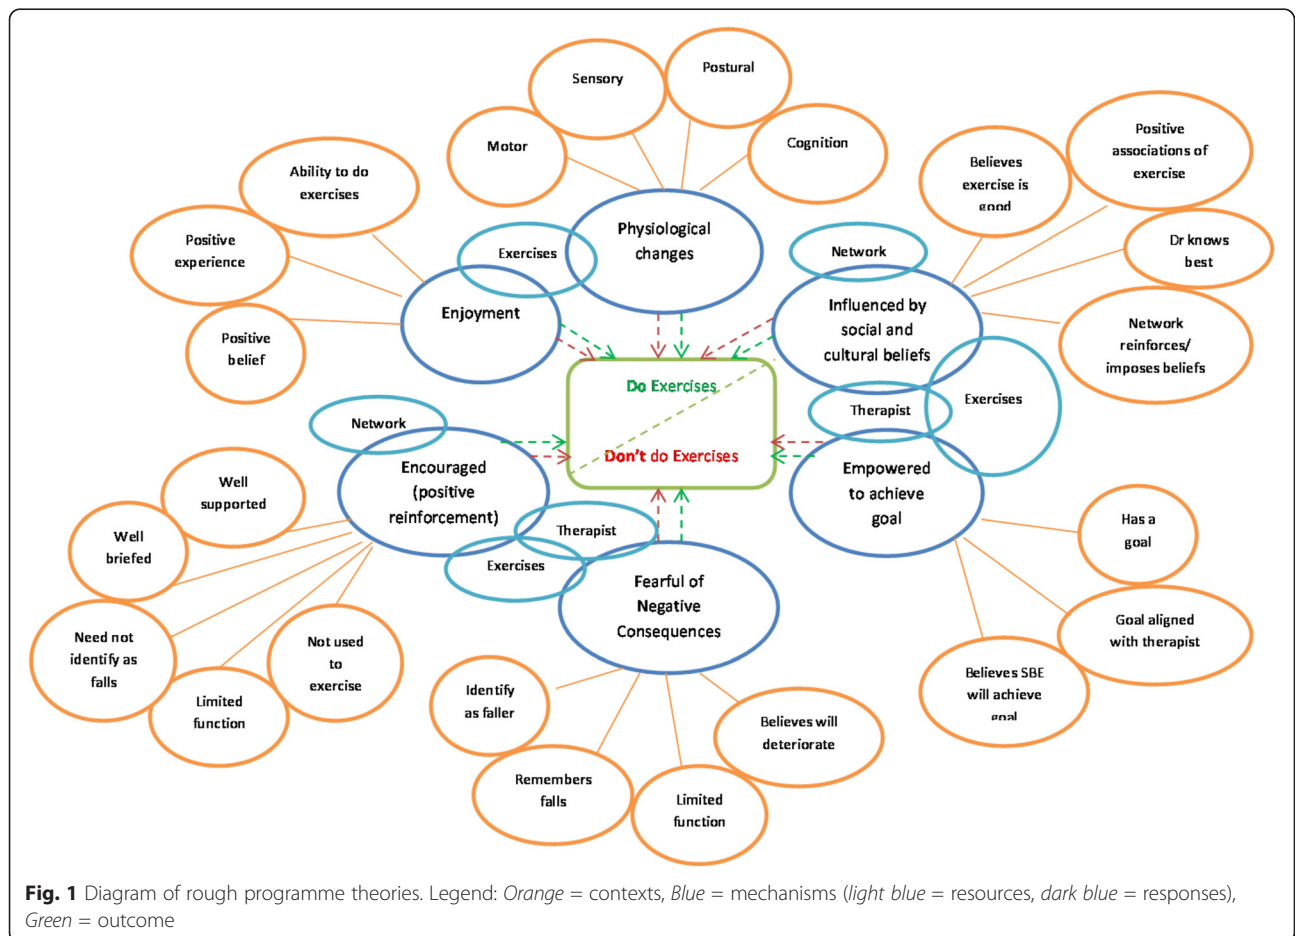 Sensory
Postural
Motor
Cognition
Ability to do
exercises
Positive
experience
Positive
belief
Exercises
Enjoyment
Physiological
changes
Believes
exercise is
good
Positive
associations of
exercise
Dr knows
best
Network
reinforces/
imposes beliefs
Network
Influenced by
social and
cultural beliefs
Exercises
Therapist
Do Exercises
Don't do Exercises
Network
Encouraged
(positive
reinforcement)
Therapist
Exercises
Well
supported
Well
briefed
Need not
identify as
falls
Limited
function
Not used
to
exercise
Fearful of
Negative
Consequences
Identify
as faller
Remembers
falls
Limited
function
Believes will
deteriorate
Empowered
to achieve
goal
Has a
goal
Goal aligned
with therapist
Believes SBE
will achieve
goal
Fig. 1 Diagram of rough programme theories. Legend: Orange = contexts, Blue = mechanisms (light blue = resources, dark blue = responses),
Green = outcome